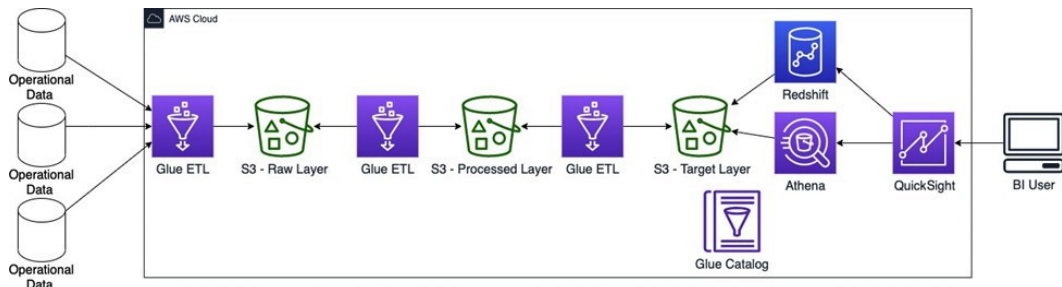 AWS Cloud
Operational
Data
Operational
Data
Operational
Data
Glue ETL
S3 - Raw Layer
Glue ETL
S3 - Processed Layer
Glue ETL
S3 - Target Layer
Redshift
Athena
QuickSight
BI User
Glue Catalog